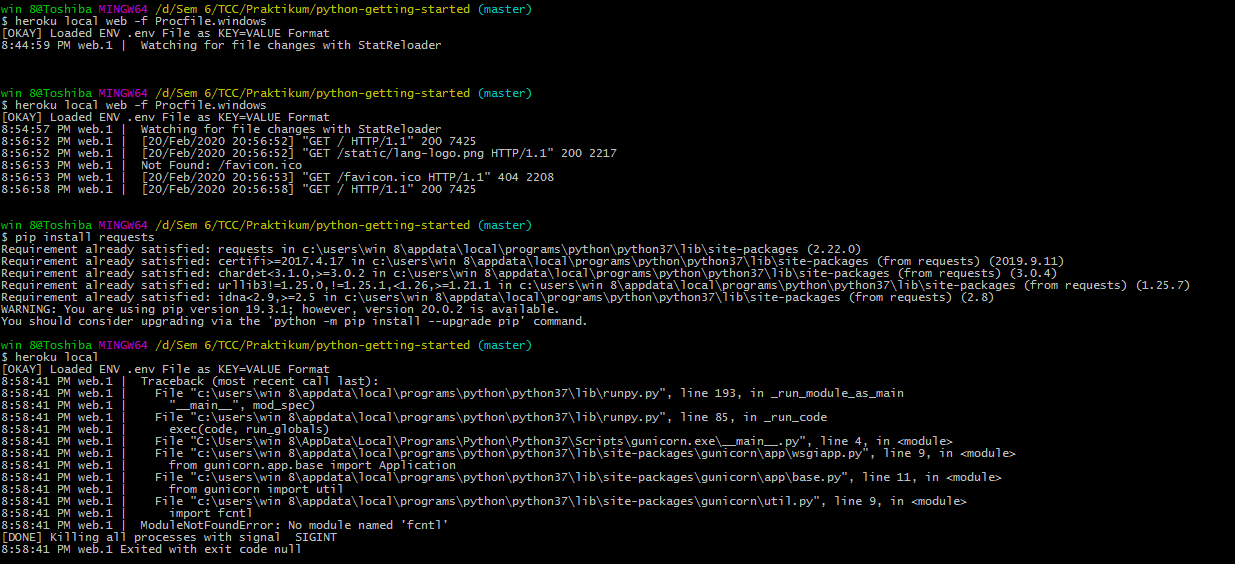 win 8@Toshiba MINGW64 /d/Sem 6/TCC/Praktikum/python-getting-started (master)
$ heroku local web -f Procfile.windows
[OKAY] Loaded ENV .env File as KEY=VALUE Format
8:44:59 PM web.1 |  Watching for file changes with StatReloader
win 8@Toshiba MINGW64 /d/Sem 6/TCC/Praktikum/python-getting-started (master)
$ heroku local web -f Procfile.windows
[OKAY] Loaded ENV .env File as KEY=VALUE Format
8:54:57 PM web.1 |  Watching for file changes with StatReloader
8:56:52 PM web.1 |  [20/Feb/2020 20:56:52] "GET / HTTP/1.1" 200 7425
8:56:52 PM web.1 |  [20/Feb/2020 20:56:52] "GET /static/lang-logo.png HTTP/1.1" 200 2217
8:56:53 PM web.1 |  Not Found: /favicon.ico
8:56:53 PM web.1 |  [20/Feb/2020 20:56:53] "GET /favicon.ico HTTP/1.1" 404 2208
8:56:58 PM web.1 |  [20/Feb/2020 20:56:58] "GET / HTTP/1.1" 200 7425
win 8@Toshiba MINGW64 /d/Sem 6/TCC/Praktikum/python-getting-started (master)
$ pip install requests
Requirement already satisfied: requests in c:\users\win 8\appdata\local\programs\python\python37\lib\site-packages (2.22.0)
Requirement already satisfied: certifi>=2017.4.17 in c:\users\win 8\appdata\local\programs\python\python37\lib\site-packages (from requests) (2019.9.11)
Requirement already satisfied: chardet<3.1.0,>=3.0.2 in c:\users\win 8\appdata\local\programs\python\python37\lib\site-packages (from requests) (3.0.4)
Requirement already satisfied: urllib3!=1.25.0,!=1.25.1,<1.26,>=1.21.1 in c:\users\win 8\appdata\local\programs\python\python37\lib\site-packages (from requests) (1.25.7)
Requirement already satisfied: idna<2.9,>=2.5 in c:\users\win 8\appdata\local\programs\python\python37\lib\site-packages (from requests) (2.8)
WARNING: You are using pip version 19.3.1; however, version 20.0.2 is available.
You should consider upgrading via the 'python -m pip install --upgrade pip' command.
win 8@Toshiba MINGW64 /d/Sem 6/TCC/Praktikum/python-getting-started (master)
$ heroku local
[OKAY] Loaded ENV .env File as KEY=VALUE Format
8:58:41 PM web.1 |  Traceback (most recent call last):
8:58:41 PM web.1 |    File "c:\users\win 8\appdata\local\programs\python\python37\lib\runpy.py", line 193, in _run_module_as_main
8:58:41 PM web.1 |      "__main__", mod_spec)
8:58:41 PM web.1 |    File "c:\users\win 8\appdata\local\programs\python\python37\lib\runpy.py", line 85, in _run_code
8:58:41 PM web.1 |      exec(code, run_globals)
8:58:41 PM web.1 |    File "C:\Users\win 8\AppData\Local\Programs\Python\Python37\Scripts\gunicorn.exe\__main__.py", line 4, in <module>
8:58:41 PM web.1 |    File "c:\users\win 8\appdata\local\programs\python\python37\lib\site-packages\gunicorn\app\wsgiapp.py", line 9, in <module>
8:58:41 PM web.1 |      from gunicorn.app.base import Application
8:58:41 PM web.1 |    File "c:\users\win 8\appdata\local\programs\python\python37\lib\site-packages\gunicorn\app\base.py", line 11, in <module>
8:58:41 PM web.1 |      from gunicorn import util
8:58:41 PM web.1 |    File "c:\users\win 8\appdata\local\programs\python\python37\lib\site-packages\gunicorn\util.py", line 9, in <module>
8:58:41 PM web.1 |      import fcntl
8:58:41 PM web.1 |  ModuleNotFoundError: No module named 'fcntl'
[DONE] Killing all processes with signal  SIGINT
8:58:41 PM web.1 Exited with exit code null